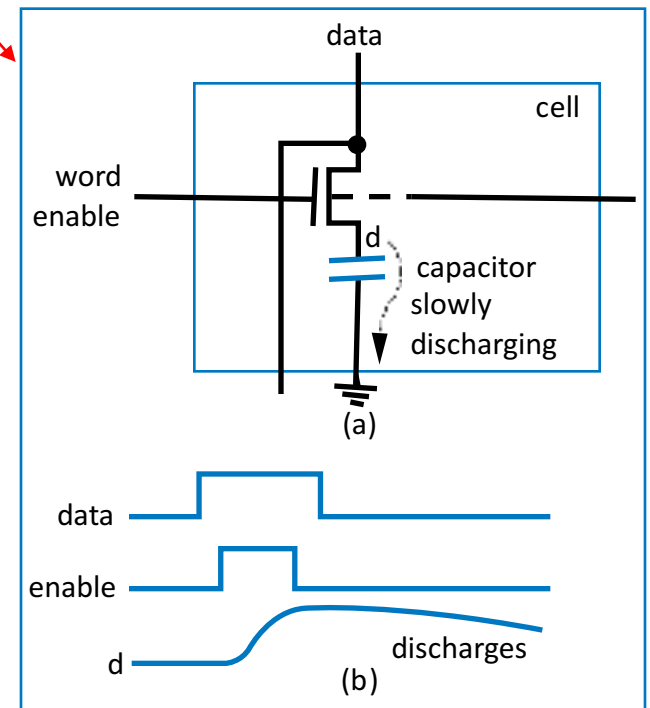 data
cell
word
enable
d
capacitor
slowly
discharging
(a)
data
enable
d
discharges
(b)